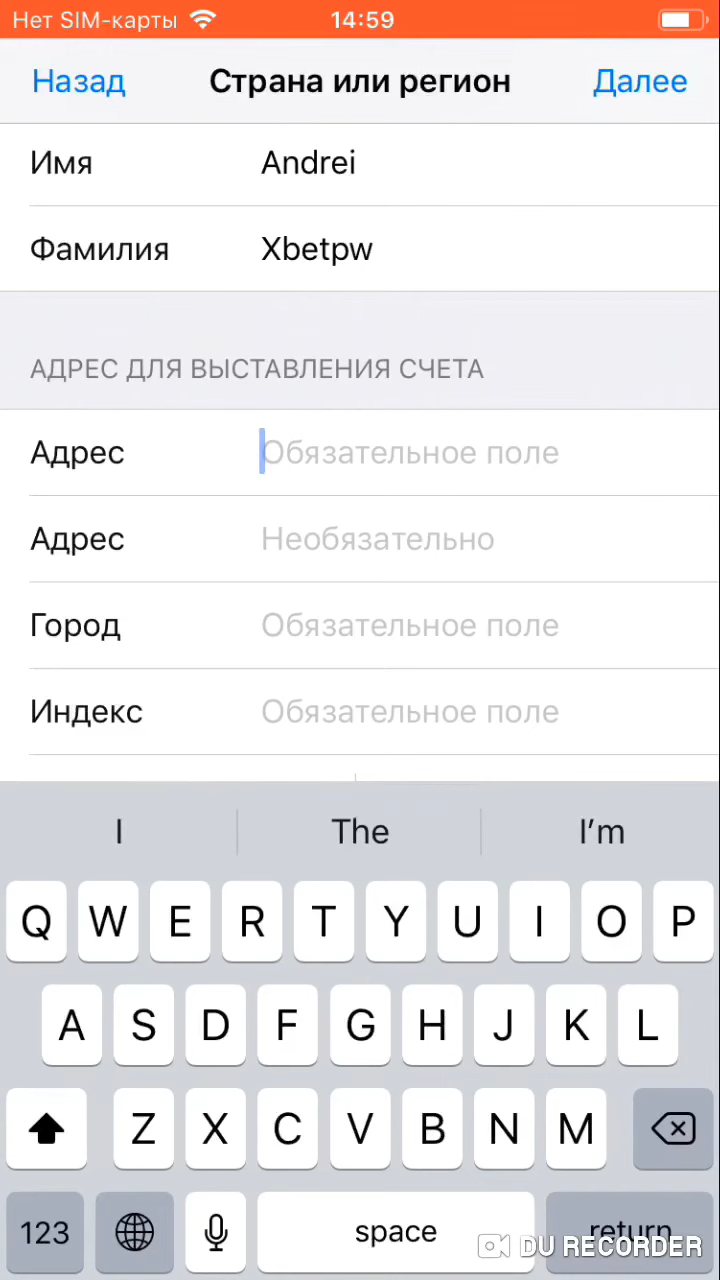 Нет SIM-карты 14:59
Назад Страна или регион Далее
Имя Andrei
Фамилия Xbetpw
АДРЕС ДЛЯ ВЫСТАВЛЕНИЯ СЧЕТА
Адрес Обязательное поле
Адрес Необязательно
Город Обязательное поле
Индекс Обязательное поле
I The I’m
Q W E R T Y U I O P
A S D F G H J K L
Z X C V B N M
123 space return
DU RECORDER